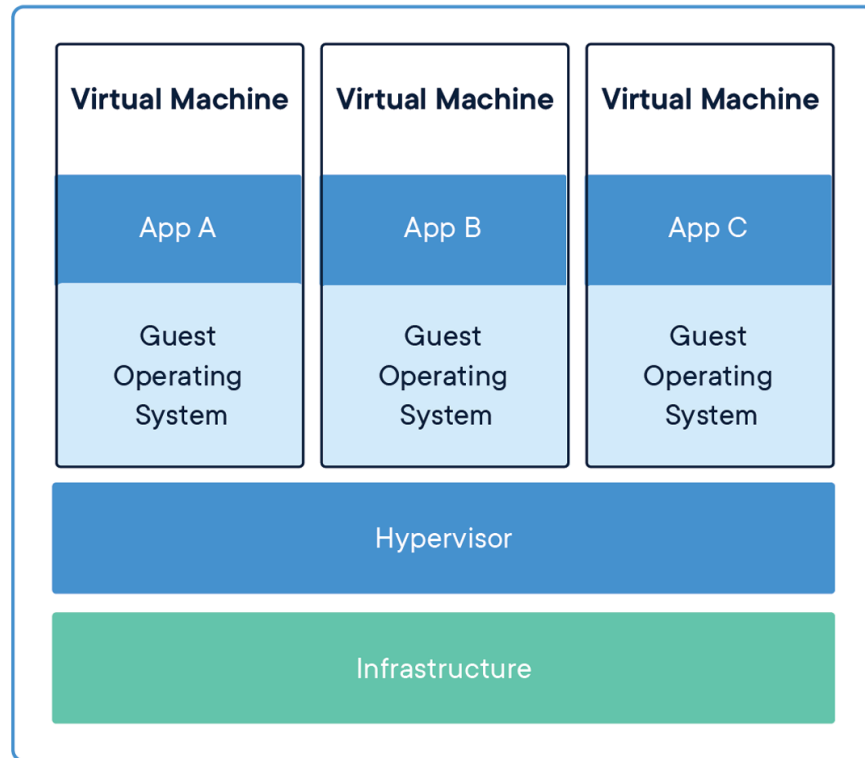 Virtual Machine
Virtual Machine
Virtual Machine
App A
App B
App C
Guest
Operating
System
Guest
Operating
System
Guest
Operating
System
Hypervisor
Infrastructure